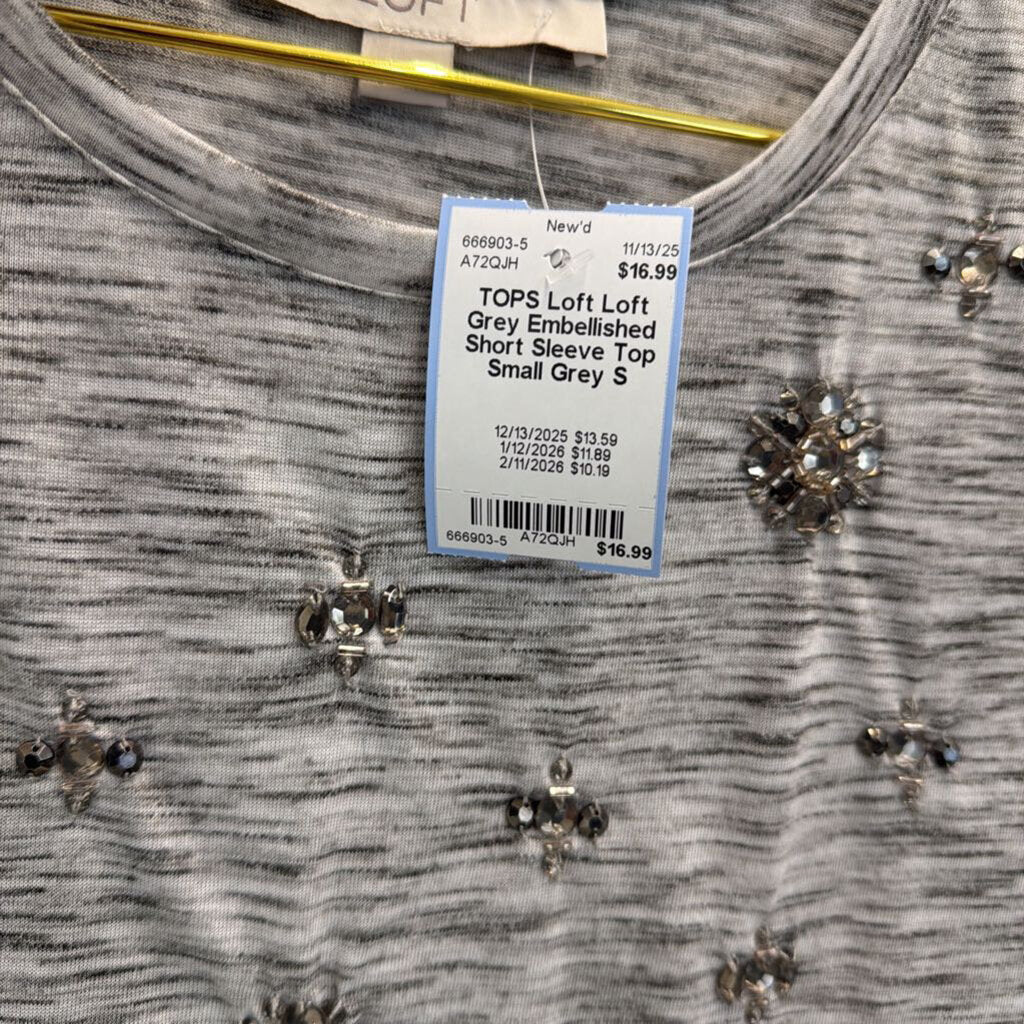 LOFT
New'd
666903-5 11/13/25
A72QJH $16.99
TOPS Loft Loft
Grey Embellished
Short Sleeve Top
Small Grey S
12/13/2025 $13.59
1/12/2026 $11.89
2/11/2026 $10.19
666903-5 A72QJH $16.99